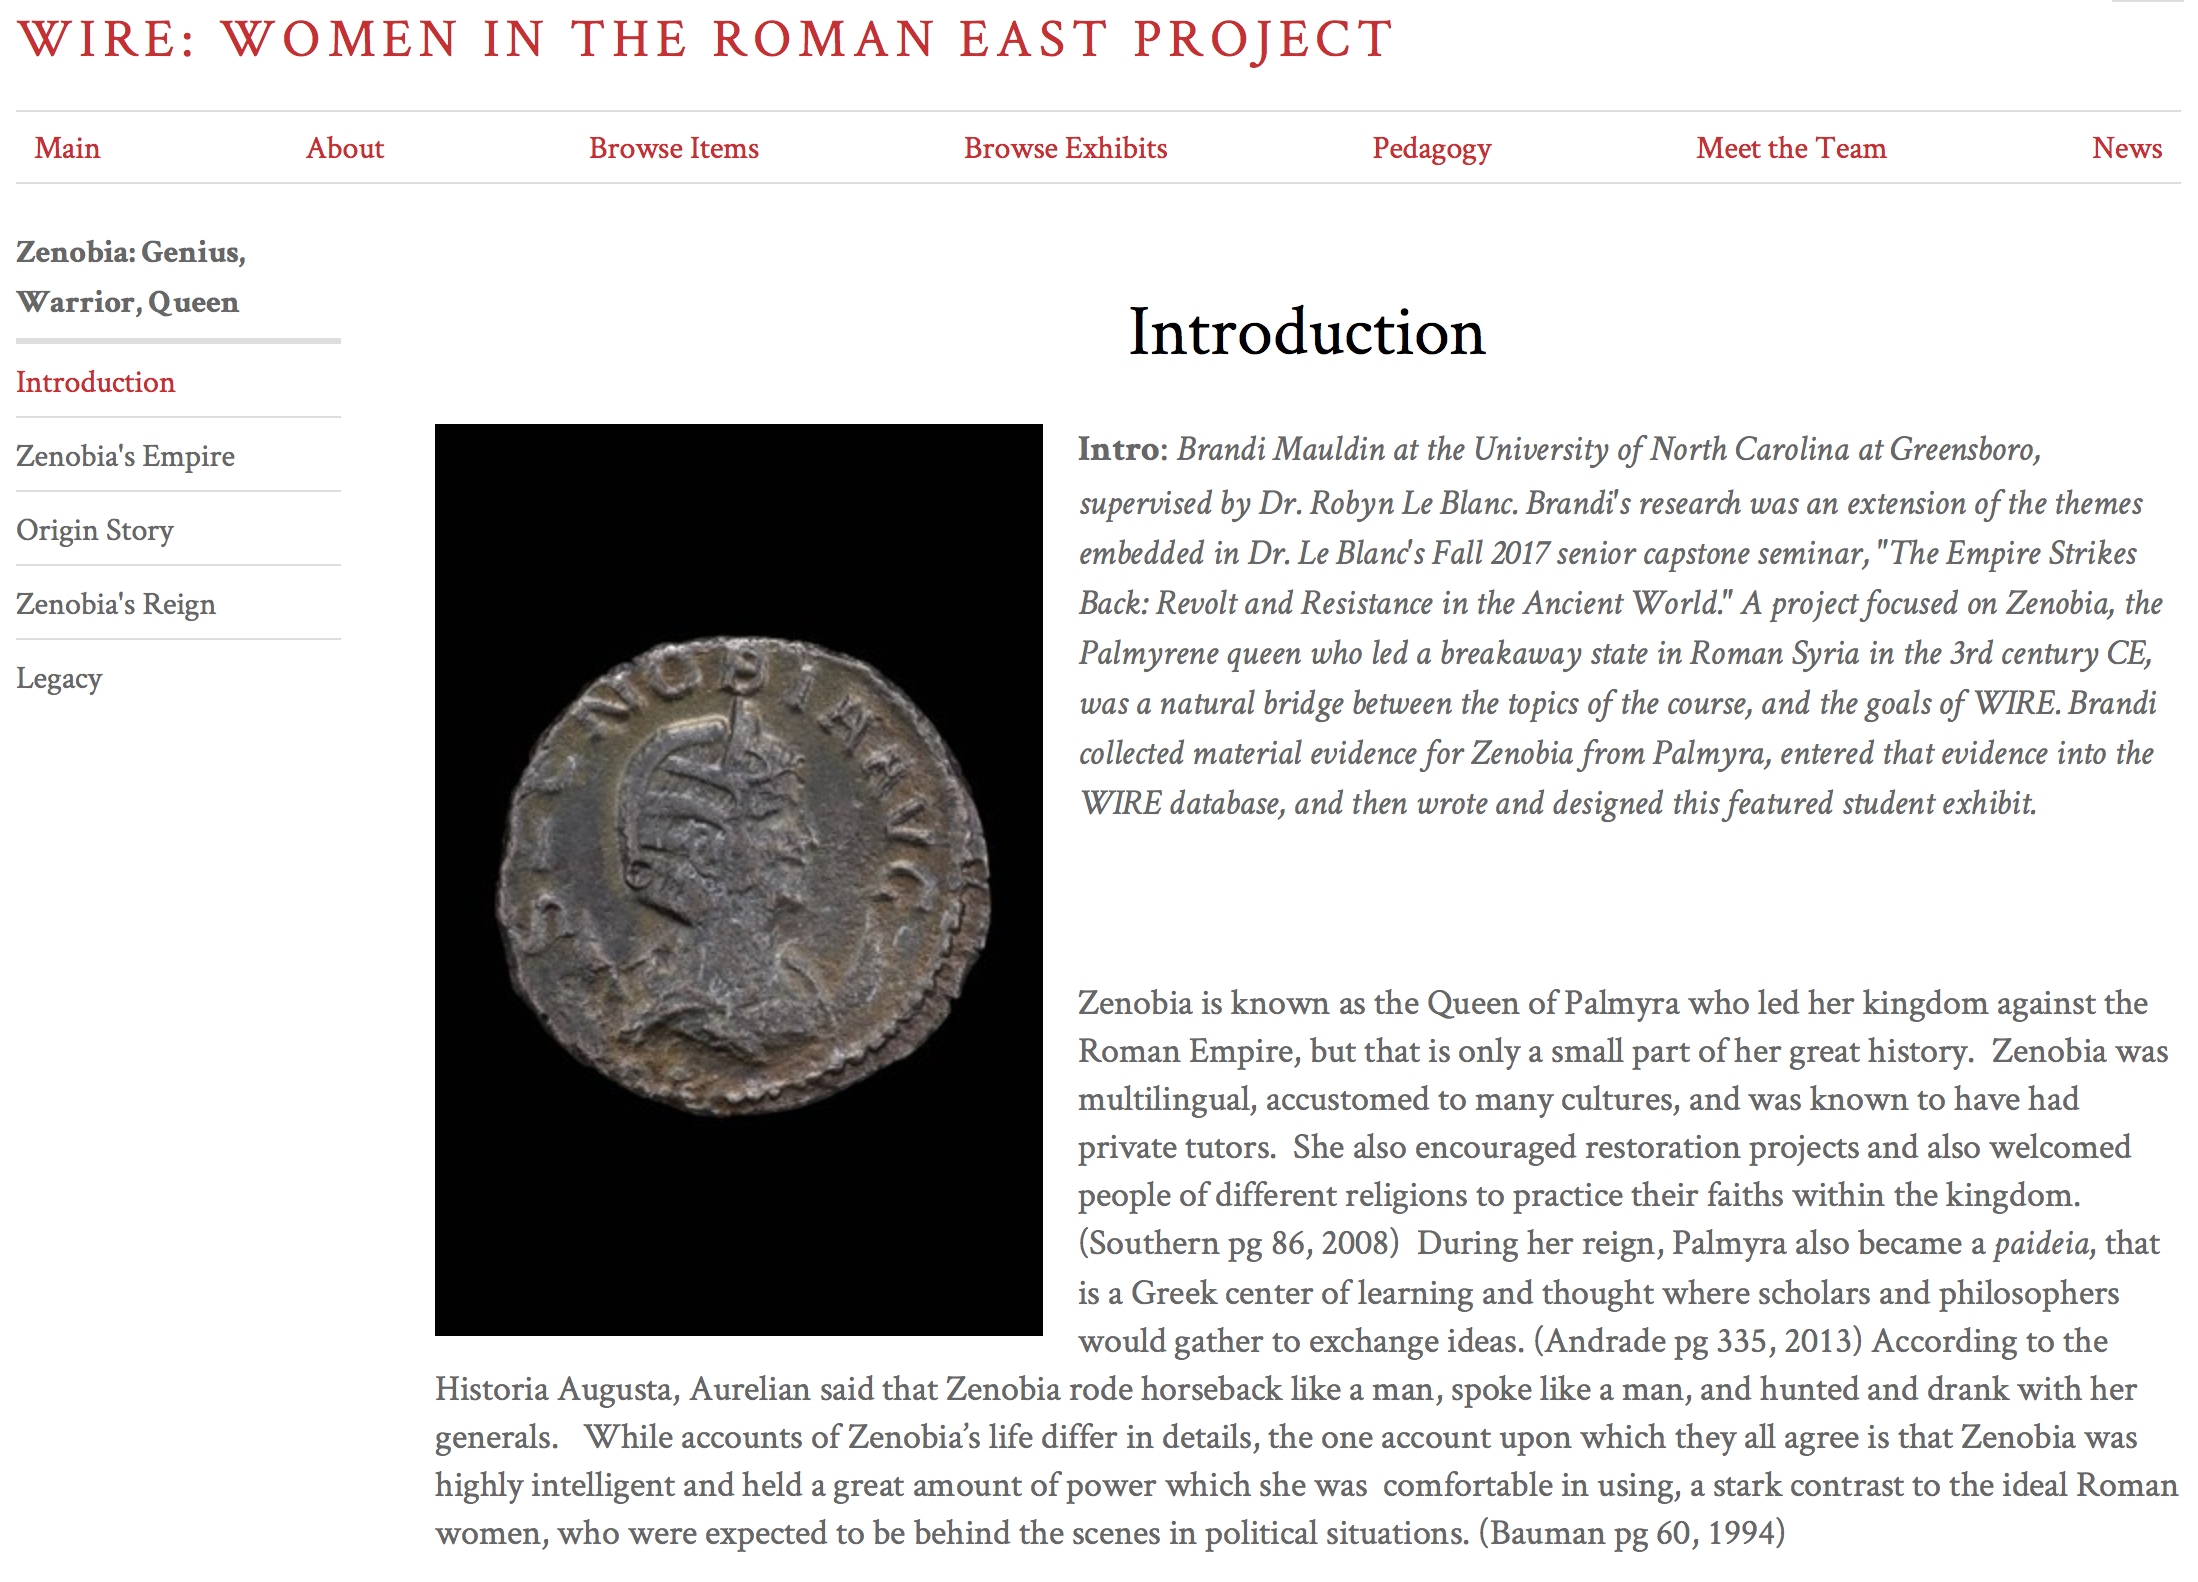 WIRE: WOMEN IN THE ROMAN EAST PROJECT
Main About Browse Items Browse Exhibits Pedagogy Meet the Team News
Zenobia: Genius,
Warrior, Queen
Introduction
Zenobia's Empire
Origin Story
Zenobia's Reign
Legacy
Introduction
Intro: Brandi Mauldin at the University of North Carolina at Greensboro,
supervised by Dr. Robyn Le Blanc. Brandi's research was an extension of the themes
embedded in Dr. Le Blanc's Fall 2017 senior capstone seminar, "The Empire Strikes
Back: Revolt and Resistance in the Ancient World." A project focused on Zenobia, the
Palmyrene queen who led a breakaway state in Roman Syria in the 3rd century CE,
was a natural bridge between the topics of the course, and the goals of WIRE. Brandi
collected material evidence for Zenobia from Palmyra, entered that evidence into the
WIRE database, and then wrote and designed this featured student exhibit.
Zenobia is known as the Queen of Palmyra who led her kingdom against the
Roman Empire, but that is only a small part of her great history.  Zenobia was
multilingual, accustomed to many cultures, and was known to have had
private tutors.  She also encouraged restoration projects and also welcomed
people of different religions to practice their faiths within the kingdom.
(Southern pg 86, 2008)  During her reign, Palmyra also became a paideia, that
is a Greek center of learning and thought where scholars and philosophers
would gather to exchange ideas. (Andrade pg 335, 2013) According to the
Historia Augusta, Aurelian said that Zenobia rode horseback like a man, spoke like a man, and hunted and drank with her
generals.   While accounts of Zenobia’s life differ in details, the one account upon which they all agree is that Zenobia was
highly intelligent and held a great amount of power which she was  comfortable in using, a stark contrast to the ideal Roman
women, who were expected to be behind the scenes in political situations. (Bauman pg 60, 1994)